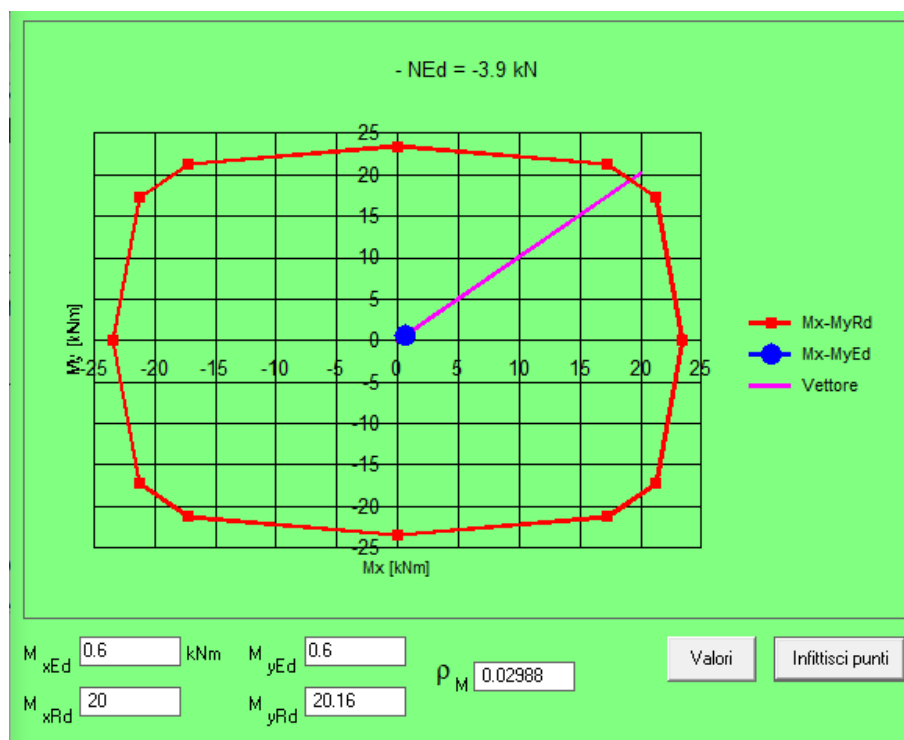 - NEd = -3.9 kN
25
20
15
10
5
0
-5
-10
-15
-20
-25
-25 -20 -15 -10 -5 0 5 10 15 20 25
My [kNm]
Mx [kNm]
Mx-MyRd
Mx-MyEd
Vettore
M xEd 0.6 kNm M yEd 0.6
M xRd 20 M yRd 20.16
ρ M 0.02988
Valori
Infittisci punti